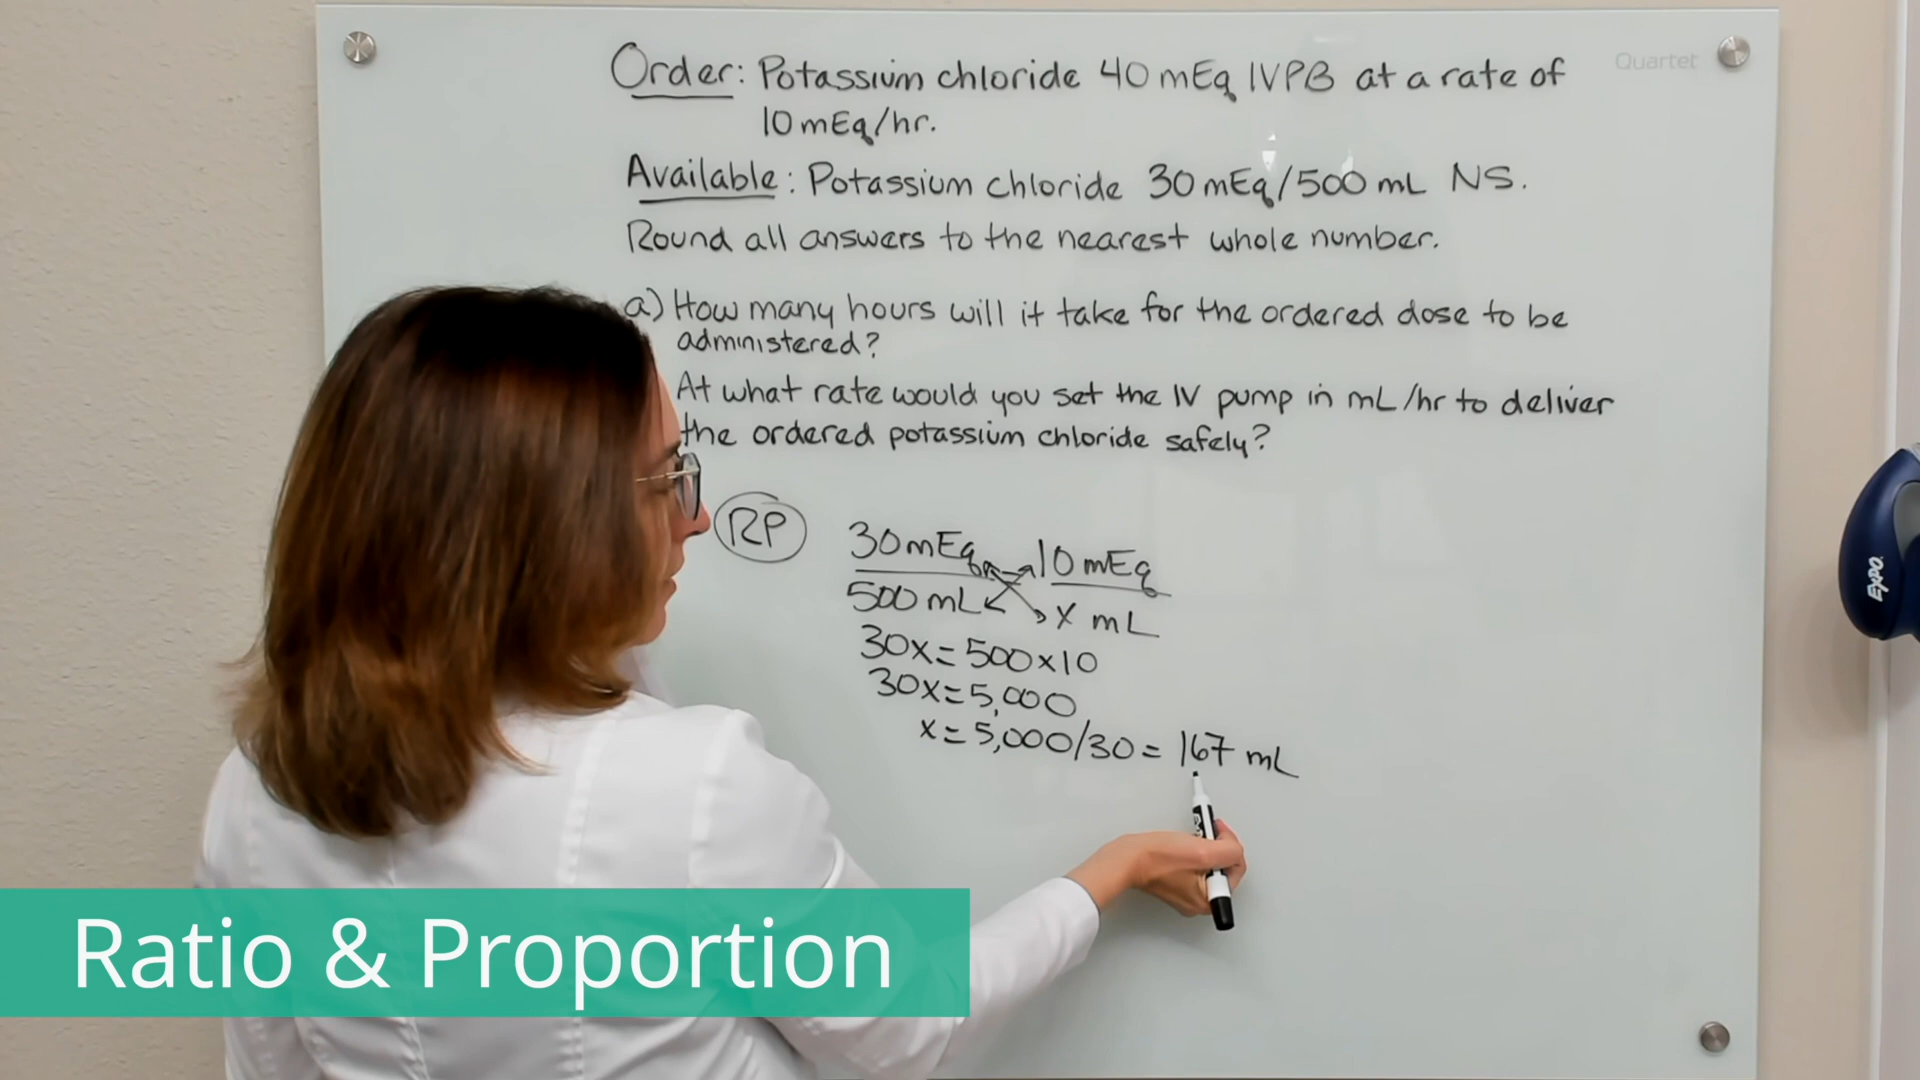 Quartet
Order: Potassium chloride 40 mEq IVPB at a rate of
10 mEq/hr.
Available: Potassium chloride 30 mEq/500 mL NS.
Round all answers to the nearest whole number.
a) How many hours will it take for the ordered dose to be
administered?
At what rate would you set the IV pump in mL/hr to deliver
the ordered potassium chloride safely?
RP
30 mEq = 10 mEq
500 mL x mL
30x = 500 x 10
30x = 5,000
x = 5,000/30 = 167 mL
EXPO
Ratio & Proportion